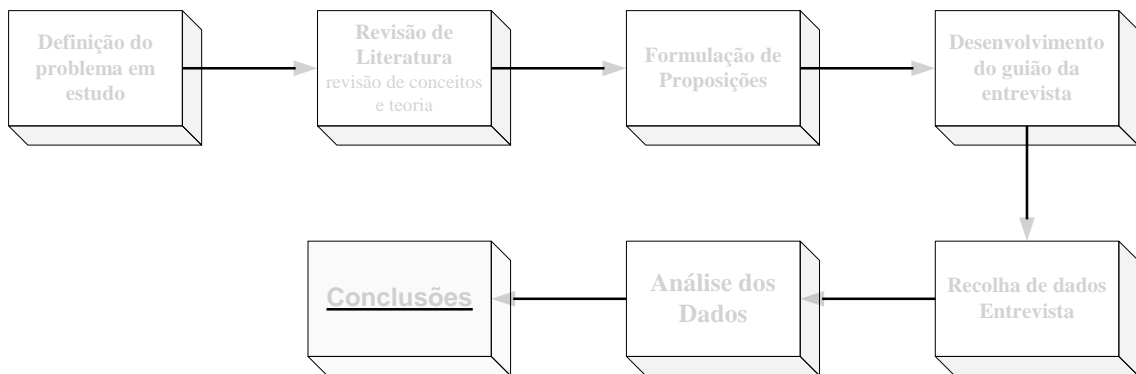 Definição do
problema em
estudo
Revisão de
Literatura
revisão de conceitos
e teoria
Formulação de
Proposições
Desenvolvimento
do guião da
entrevista
Recolha de dados
Entrevista
Análise dos
Dados
Conclusões